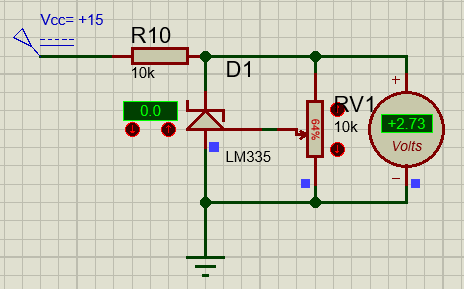 Vcc= +15
R10
10k
D1
0.0
LM335
RV1
10k
64%
+
+2.73
Volts
−